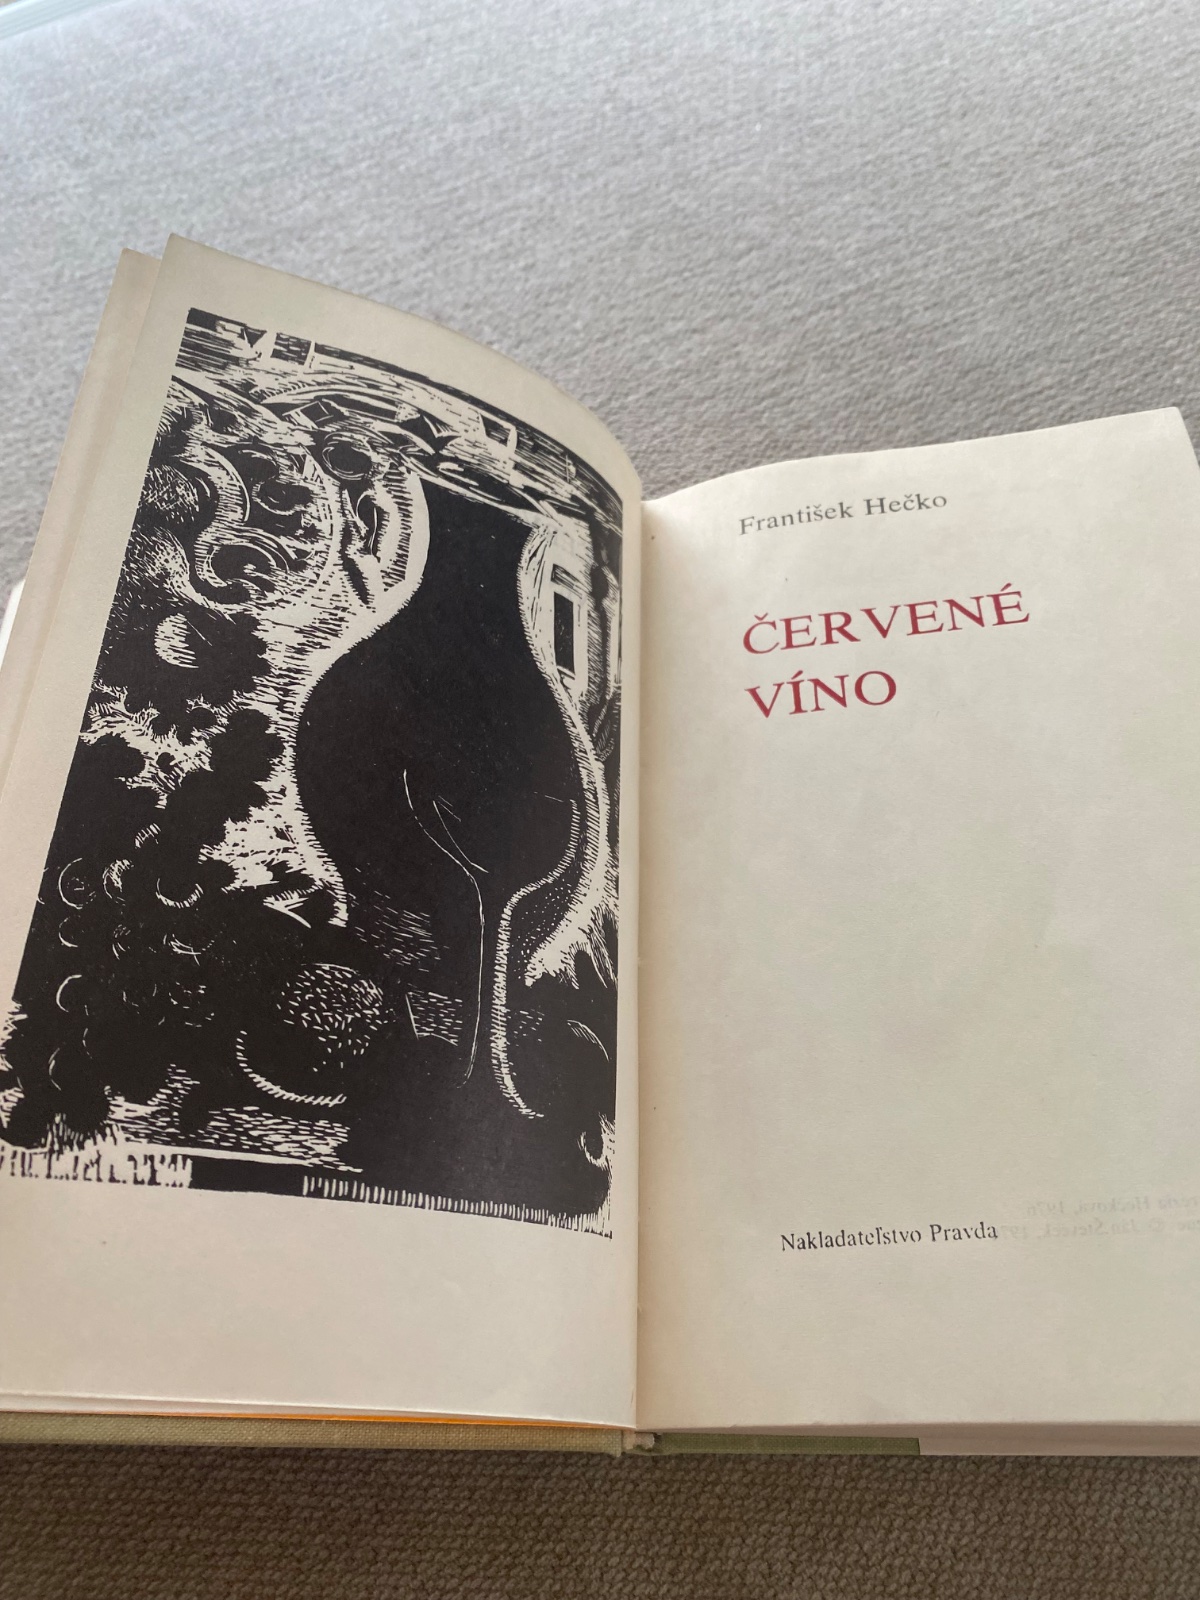 František Hečko
ČERVENÉ
VÍNO
Nakladateľstvo Pravda